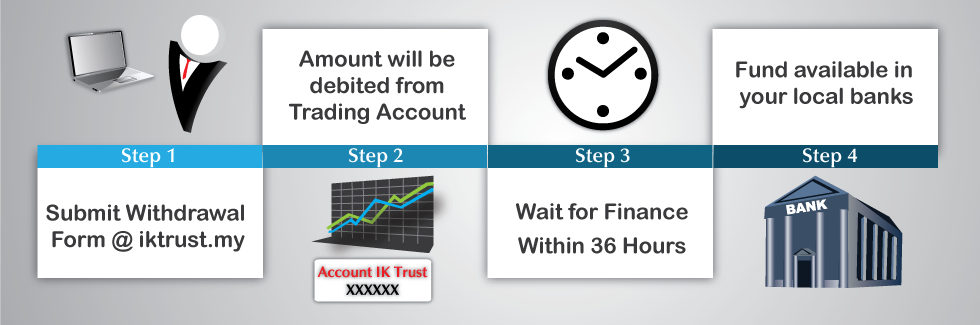 Step 1
Submit Withdrawal
Form @ iktrust.my
Amount will be
debited from
Trading Account
Step 2
Account IK Trust
XXXXXX
Step 3
Wait for Finance
Within 36 Hours
Fund available in
your local banks
Step 4
BANK